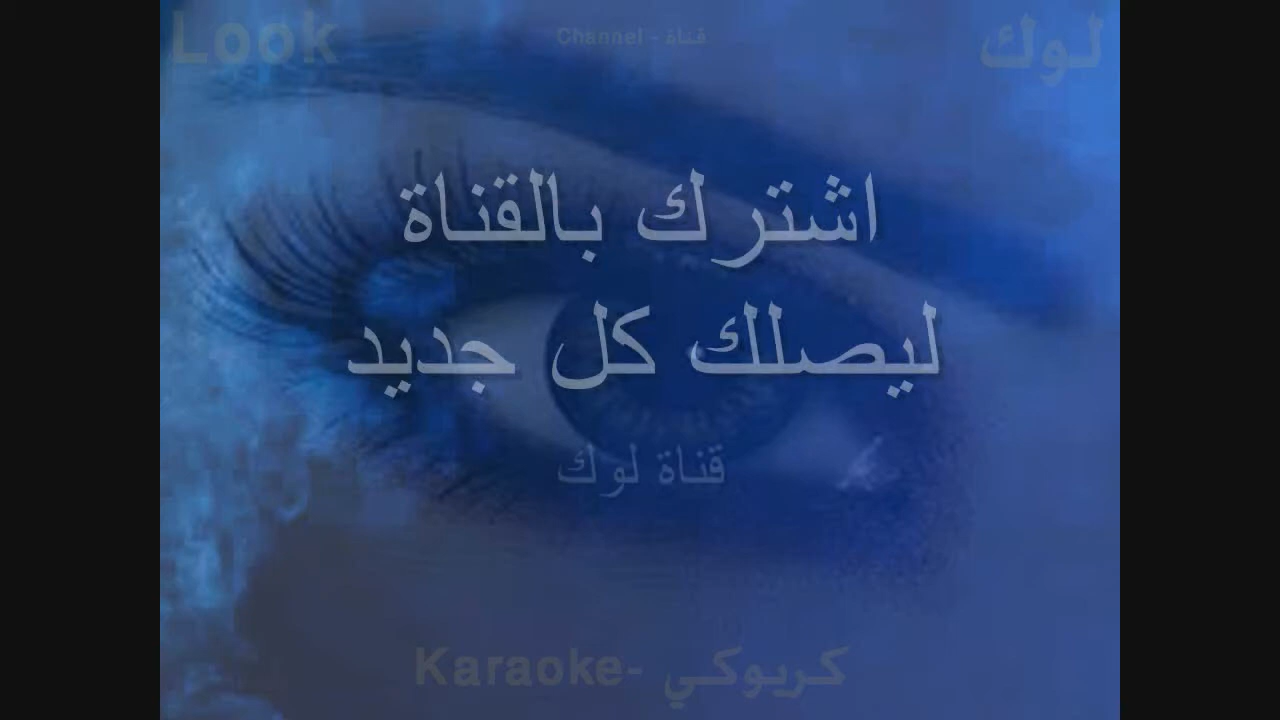 Look
Channel - قناة
لوك
اشترك بالقناة
ليصلك كل جديد
قناة لوك
Karaoke- كريوكي